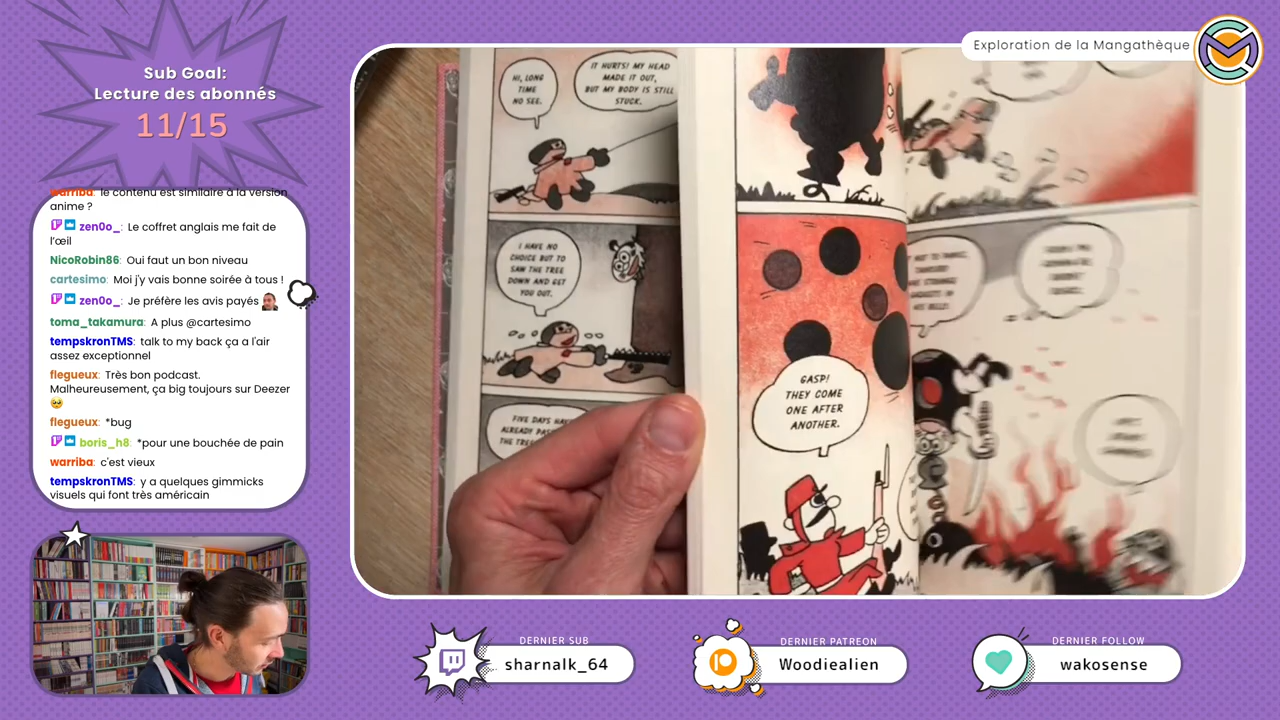 Sub Goal:
Lecture des abonnés
11/15
warriba: le contenu est similaire à la version
anime ?
zen0o_: Le coffret anglais me fait de
l'œil
NicoRobin86: Oui faut un bon niveau
cartesimo: Moi j'y vais bonne soirée à tous !
zen0o_: Je préfère les avis payés
toma_takamura: A plus @cartesimo
tempskronTMS: talk to my back ça a l'air
assez exceptionnel
flegueux: Très bon podcast.
Malheureusement, ça big toujours sur Deezer
flegueux: *bug
boris_h8: *pour une bouchée de pain
warriba: c'est vieux
tempskronTMS: y a quelques gimmicks
visuels qui font très américain
Exploration de la Mangathèque
HI, LONG
TIME
NO SEE.
IT HURTS! MY HEAD
MADE IT OUT,
BUT MY BODY IS STILL
STUCK.
I HAVE NO
CHOICE BUT TO
SAW THE TREE
DOWN AND GET
YOU OUT.
FIVE DAYS
ALREADY
THE
GASP!
THEY COME
ONE AFTER
ANOTHER.
DERNIER SUB
sharnalk_64
DERNIER PATREON
Woodiealien
DERNIER FOLLOW
wakosense